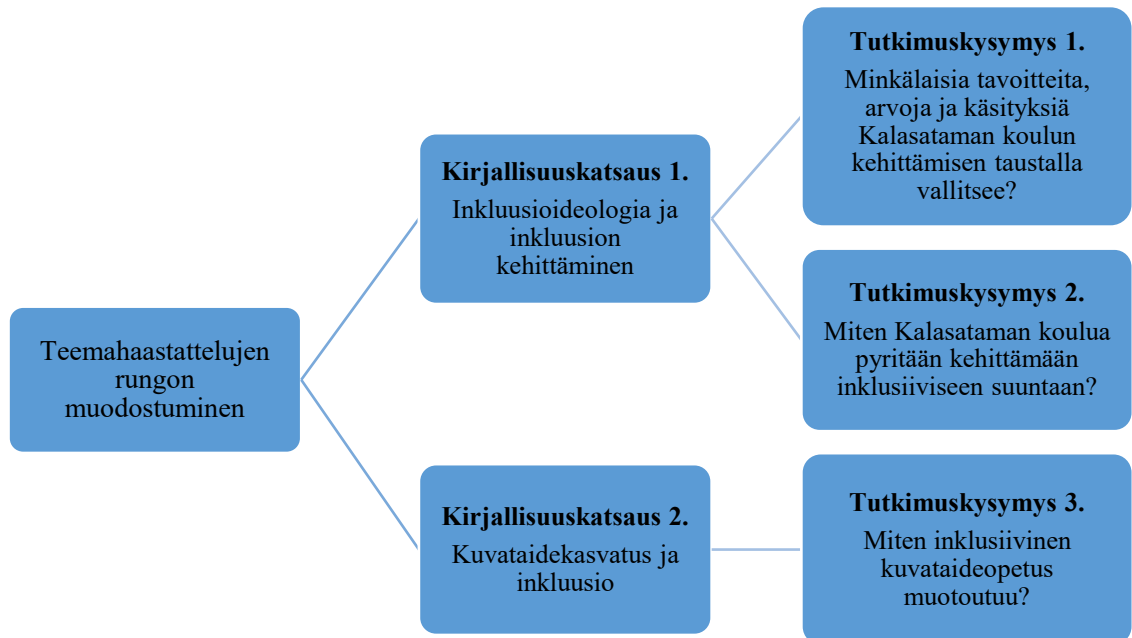 Teemahaastattelujen
rungon
muodostuminen
Kirjallisuuskatsaus 1.
Inkluusioideologia ja
inkluusion
kehittäminen
Tutkimuskysymys 1.
Minkälaisia tavoitteita,
arvoja ja käsityksiä
Kalasataman koulun
kehittämisen taustalla
vallitsee?
Tutkimuskysymys 2.
Miten Kalasataman koulua
pyritään kehittämään
inklusiiviseen suuntaan?
Kirjallisuuskatsaus 2.
Kuvataidekasvatus ja
inkluusio
Tutkimuskysymys 3.
Miten inklusiivinen
kuvataideopetus
muotoutuu?